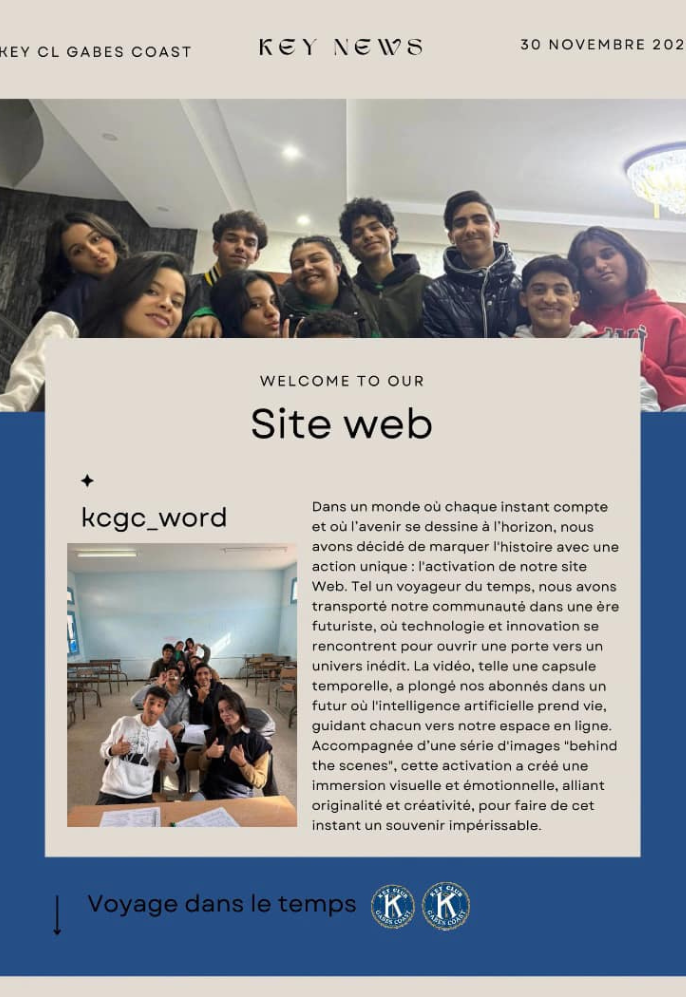 KEY CL GABES COAST
KEY NEWS
30 NOVEMBRE 202
WELCOME TO OUR
Site web
kcgc_word
Dans un monde où chaque instant compte
et où l'avenir se dessine à l'horizon, nous
avons décidé de marquer l'histoire avec une
action unique : l'activation de notre site
Web. Tel un voyageur du temps, nous avons
transporté notre communauté dans une ère
futuriste, où technologie et innovation se
rencontrent pour ouvrir une porte vers un
univers inédit. La vidéo, telle une capsule
temporelle, a plongé nos abonnés dans un
futur où l'intelligence artificielle prend vie,
guidant chacun vers notre espace en ligne.
Accompagnée d'une série d'images "behind
the scenes", cette activation a créé une
immersion visuelle et émotionnelle, alliant
originalité et créativité, pour faire de cet
instant un souvenir impérissable.
Voyage dans le temps
KEY CLUB
K
GABES COAST
KEY CLUB
K
GABES COAST